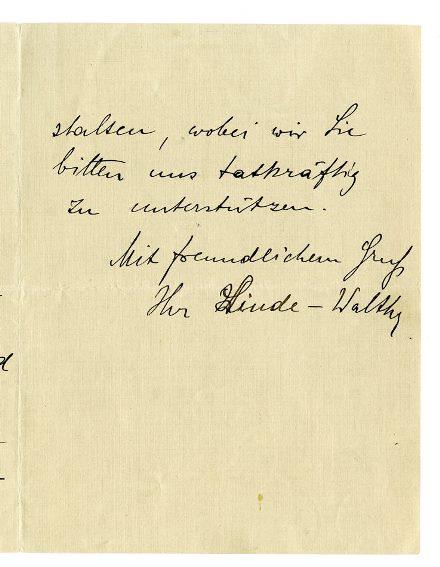 stalten, wobei wir Sie
bitten uns tatkräftig
zu unterstützen.
Mit freundlichem Gruß
Ihr Hinde-Walthy
d